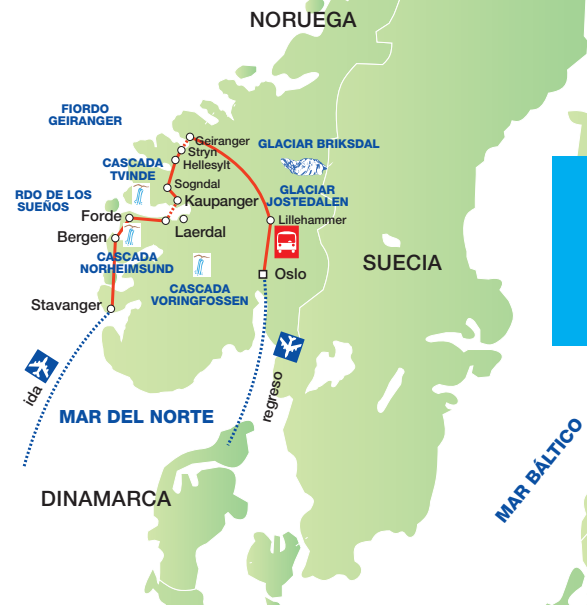 NORUEGA
FIORDO
GEIRANGER
Geiranger
GLACIAR BRIKSDAL
Stryn
Hellesylt
CASCADA
TVINDE
Sogndal
GLACIAR
JOSTEDALEN
RDO DE LOS
SUEÑOS
Kaupanger
Forde
Lillehammer
Laerdal
Bergen
CASCADA
NORHEIMSUND
SUECIA
Oslo
CASCADA
VORINGFOSSEN
Stavanger
ida
regreso
MAR DEL NORTE
MAR BÁLTICO
DINAMARCA